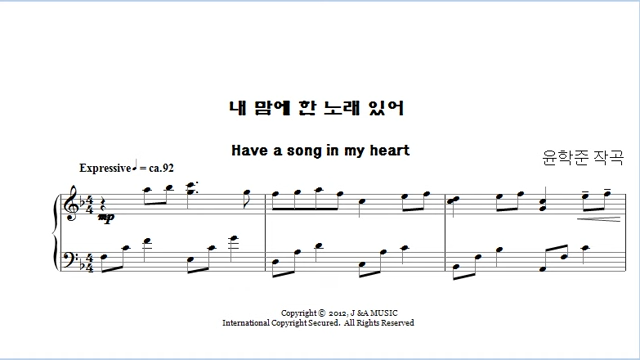 내 맘에 한 노래 있어
Have a song in my heart
윤학준 작곡
Expressive ♩ = ca.92
mp
Copyright © 2012, J &A MUSIC
International Copyright Secured. All Rights Reserved